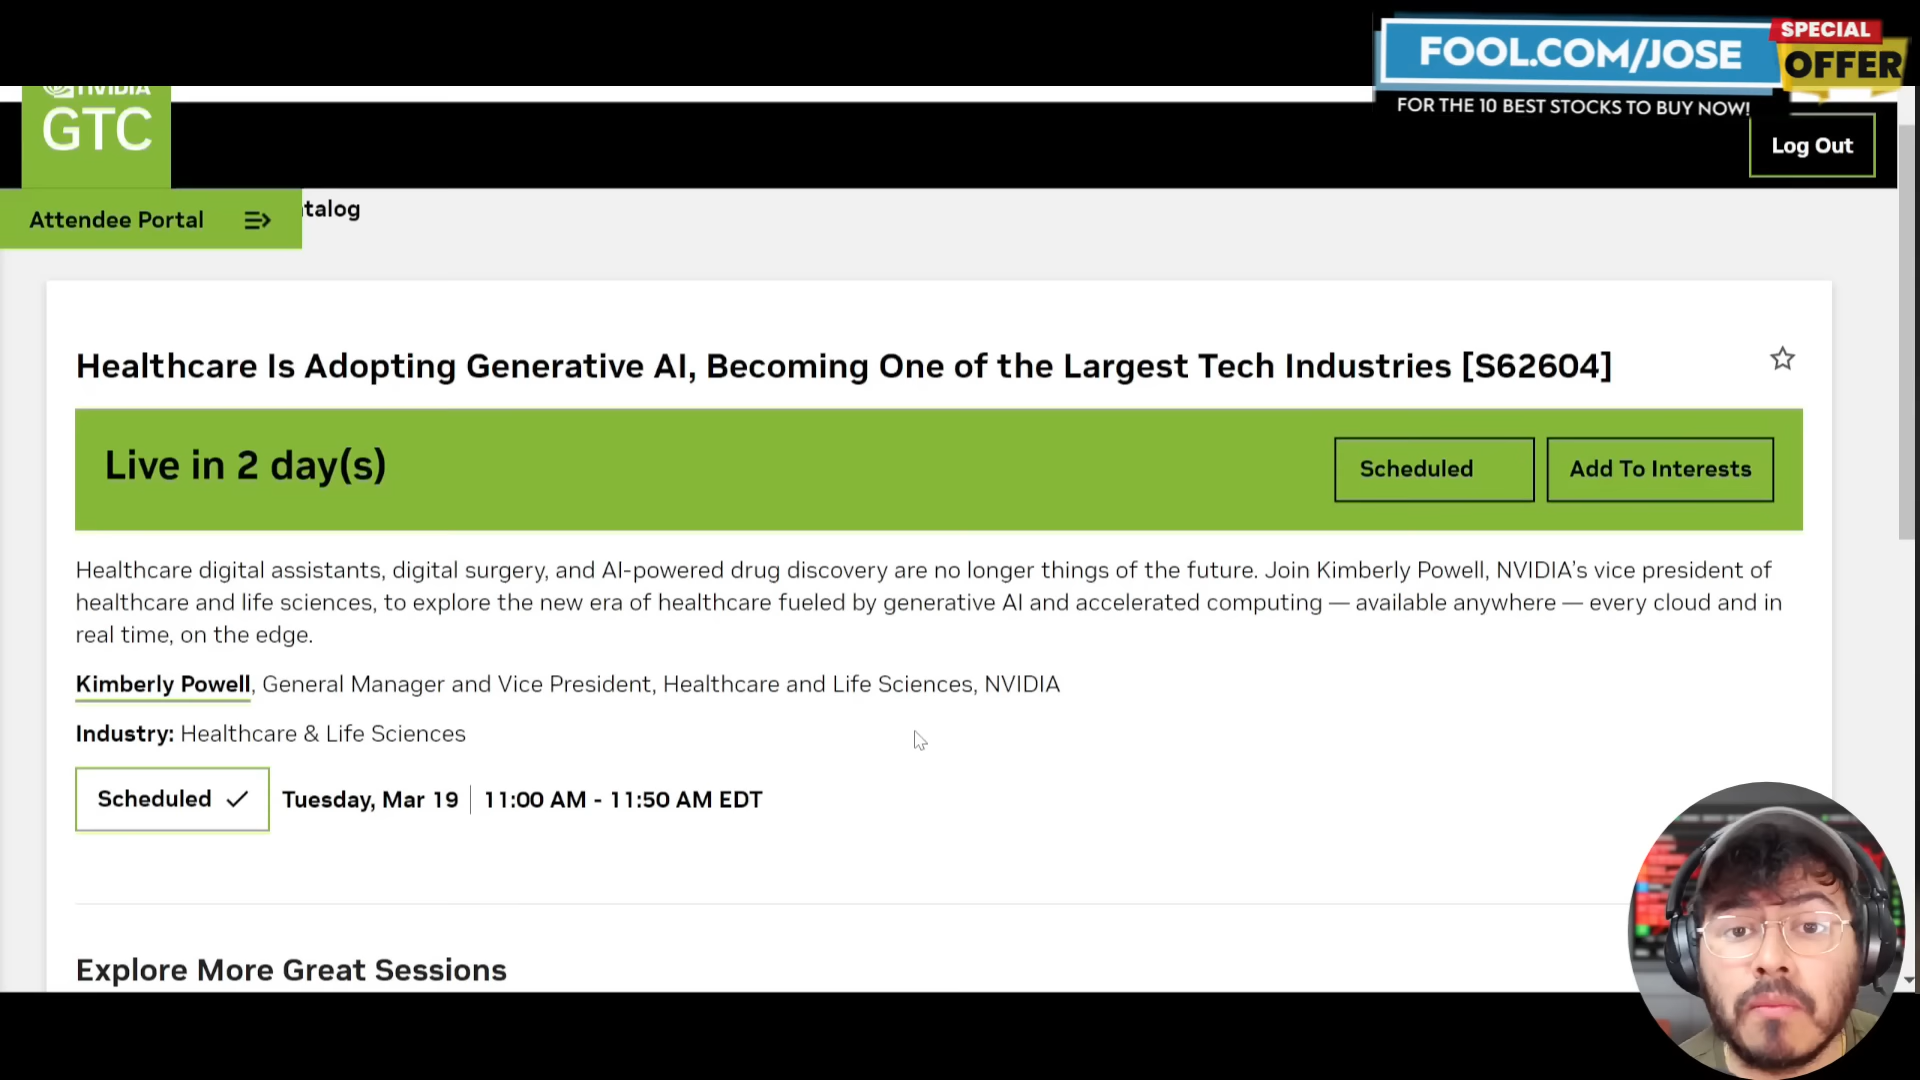 FOOL.COM/JOSE
SPECIAL
OFFER
FOR THE 10 BEST STOCKS TO BUY NOW!
NVIDIA
GTC
Log Out
Attendee Portal
talog
Healthcare Is Adopting Generative AI, Becoming One of the Largest Tech Industries [S62604]
Live in 2 day(s)
Scheduled
Add To Interests
Healthcare digital assistants, digital surgery, and AI-powered drug discovery are no longer things of the future. Join Kimberly Powell, NVIDIA’s vice president of
healthcare and life sciences, to explore the new era of healthcare fueled by generative AI and accelerated computing — available anywhere — every cloud and in
real time, on the edge.
Kimberly Powell, General Manager and Vice President, Healthcare and Life Sciences, NVIDIA
Industry: Healthcare & Life Sciences
Scheduled
Tuesday, Mar 19 | 11:00 AM - 11:50 AM EDT
Explore More Great Sessions